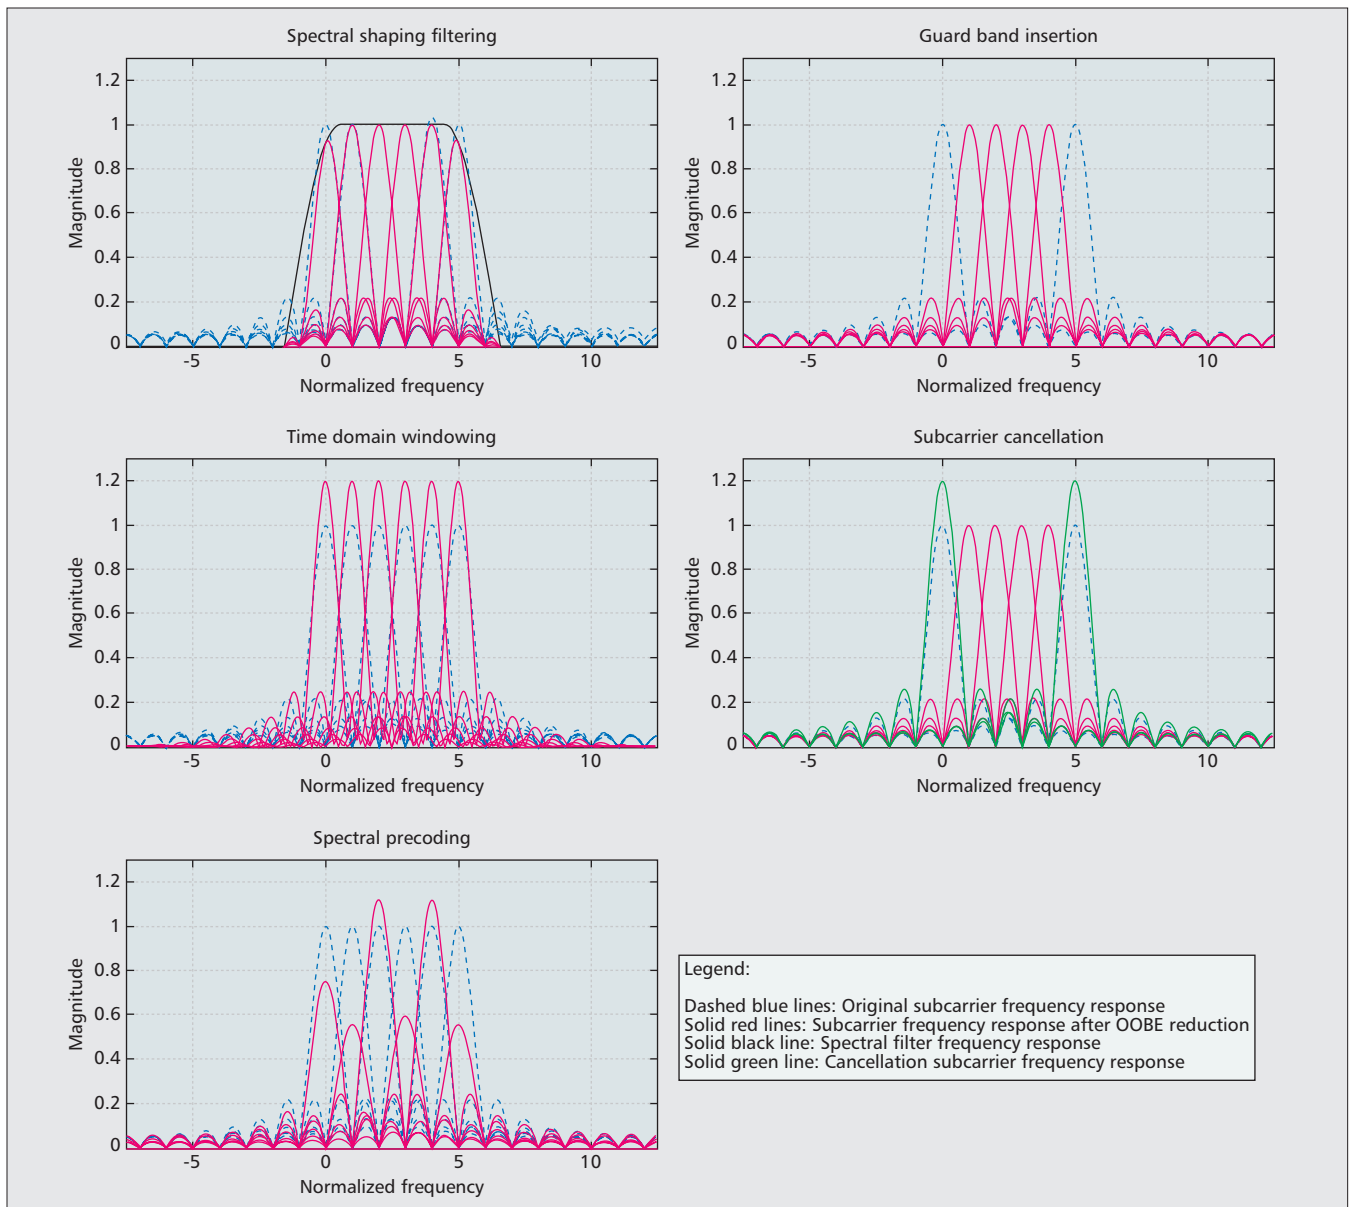 Spectral shaping filtering
1.2
1
0.8
0.6
0.4
0.2
0
Magnitude
-5 0 5 10
Normalized frequency
Guard band insertion
1.2
1
0.8
0.6
0.4
0.2
0
Magnitude
-5 0 5 10
Normalized frequency
Time domain windowing
1.2
1
0.8
0.6
0.4
0.2
0
Magnitude
-5 0 5 10
Normalized frequency
Subcarrier cancellation
1.2
1
0.8
0.6
0.4
0.2
0
Magnitude
-5 0 5 10
Normalized frequency
Spectral precoding
1.2
1
0.8
0.6
0.4
0.2
0
Magnitude
-5 0 5 10
Normalized frequency
Legend:
Dashed blue lines: Original subcarrier frequency response
Solid red lines: Subcarrier frequency response after OOBE reduction
Solid black line: Spectral filter frequency response
Solid green line: Cancellation subcarrier frequency response